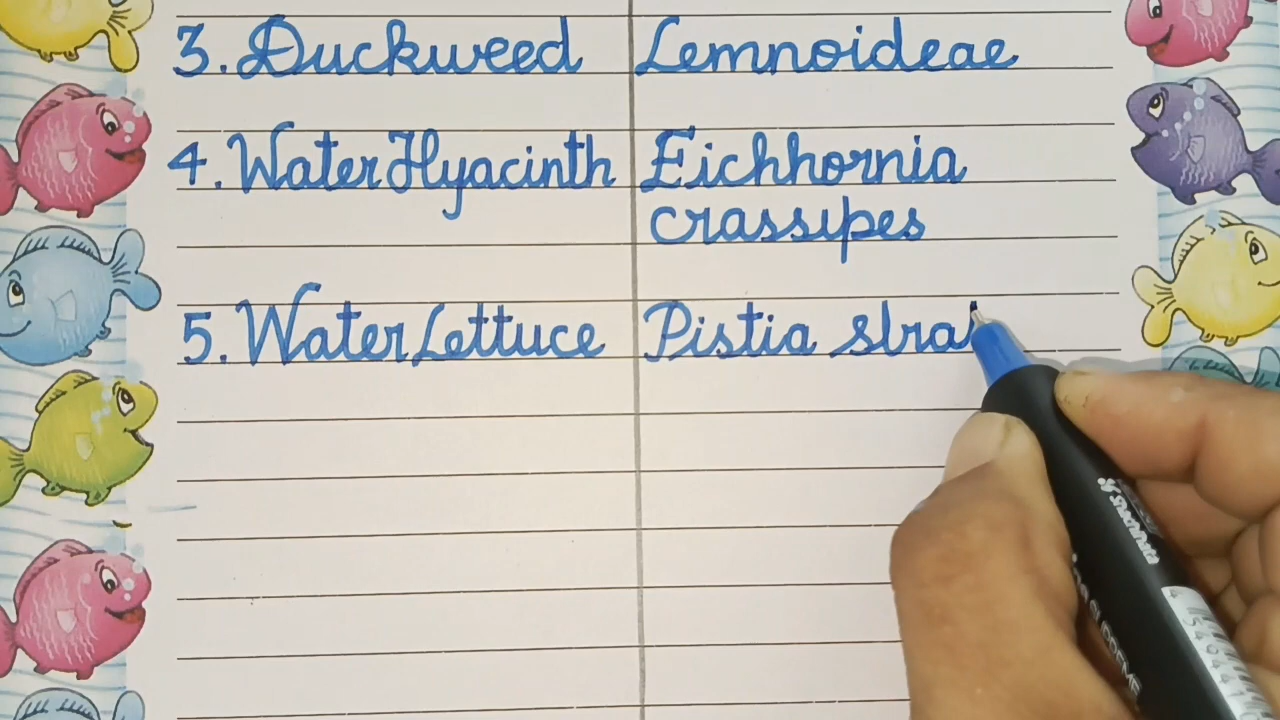 3. Duckweed Lemnoideae
4. Water Hyacinth Eichhornia
crassipes
5. Water Lettuce Pistia stra